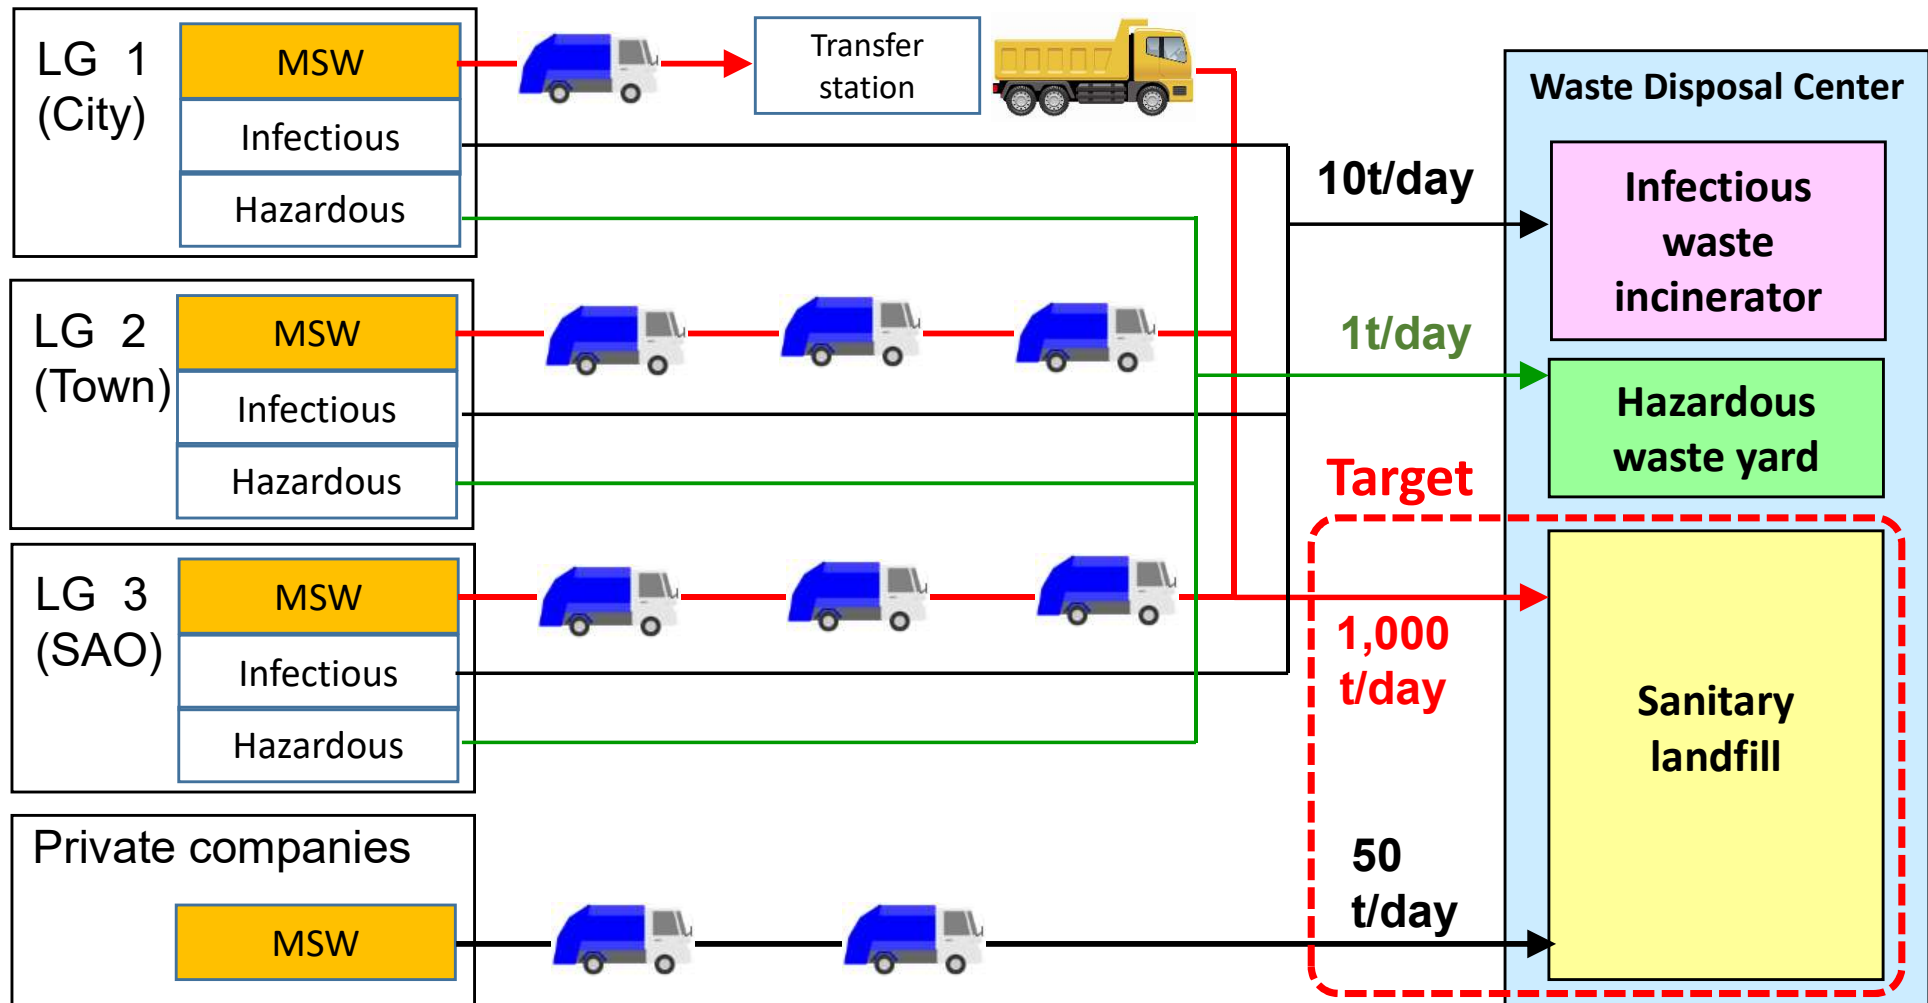 LG 1
(City)
MSW
Infectious
Hazardous
Transfer
station
LG 2
(Town)
MSW
Infectious
Hazardous
LG 3
(SAO)
MSW
Infectious
Hazardous
Private companies
MSW
10t/day
1t/day
Target
1,000
t/day
50
t/day
Waste Disposal Center
Infectious
waste
incinerator
Hazardous
waste yard
Sanitary
landfill